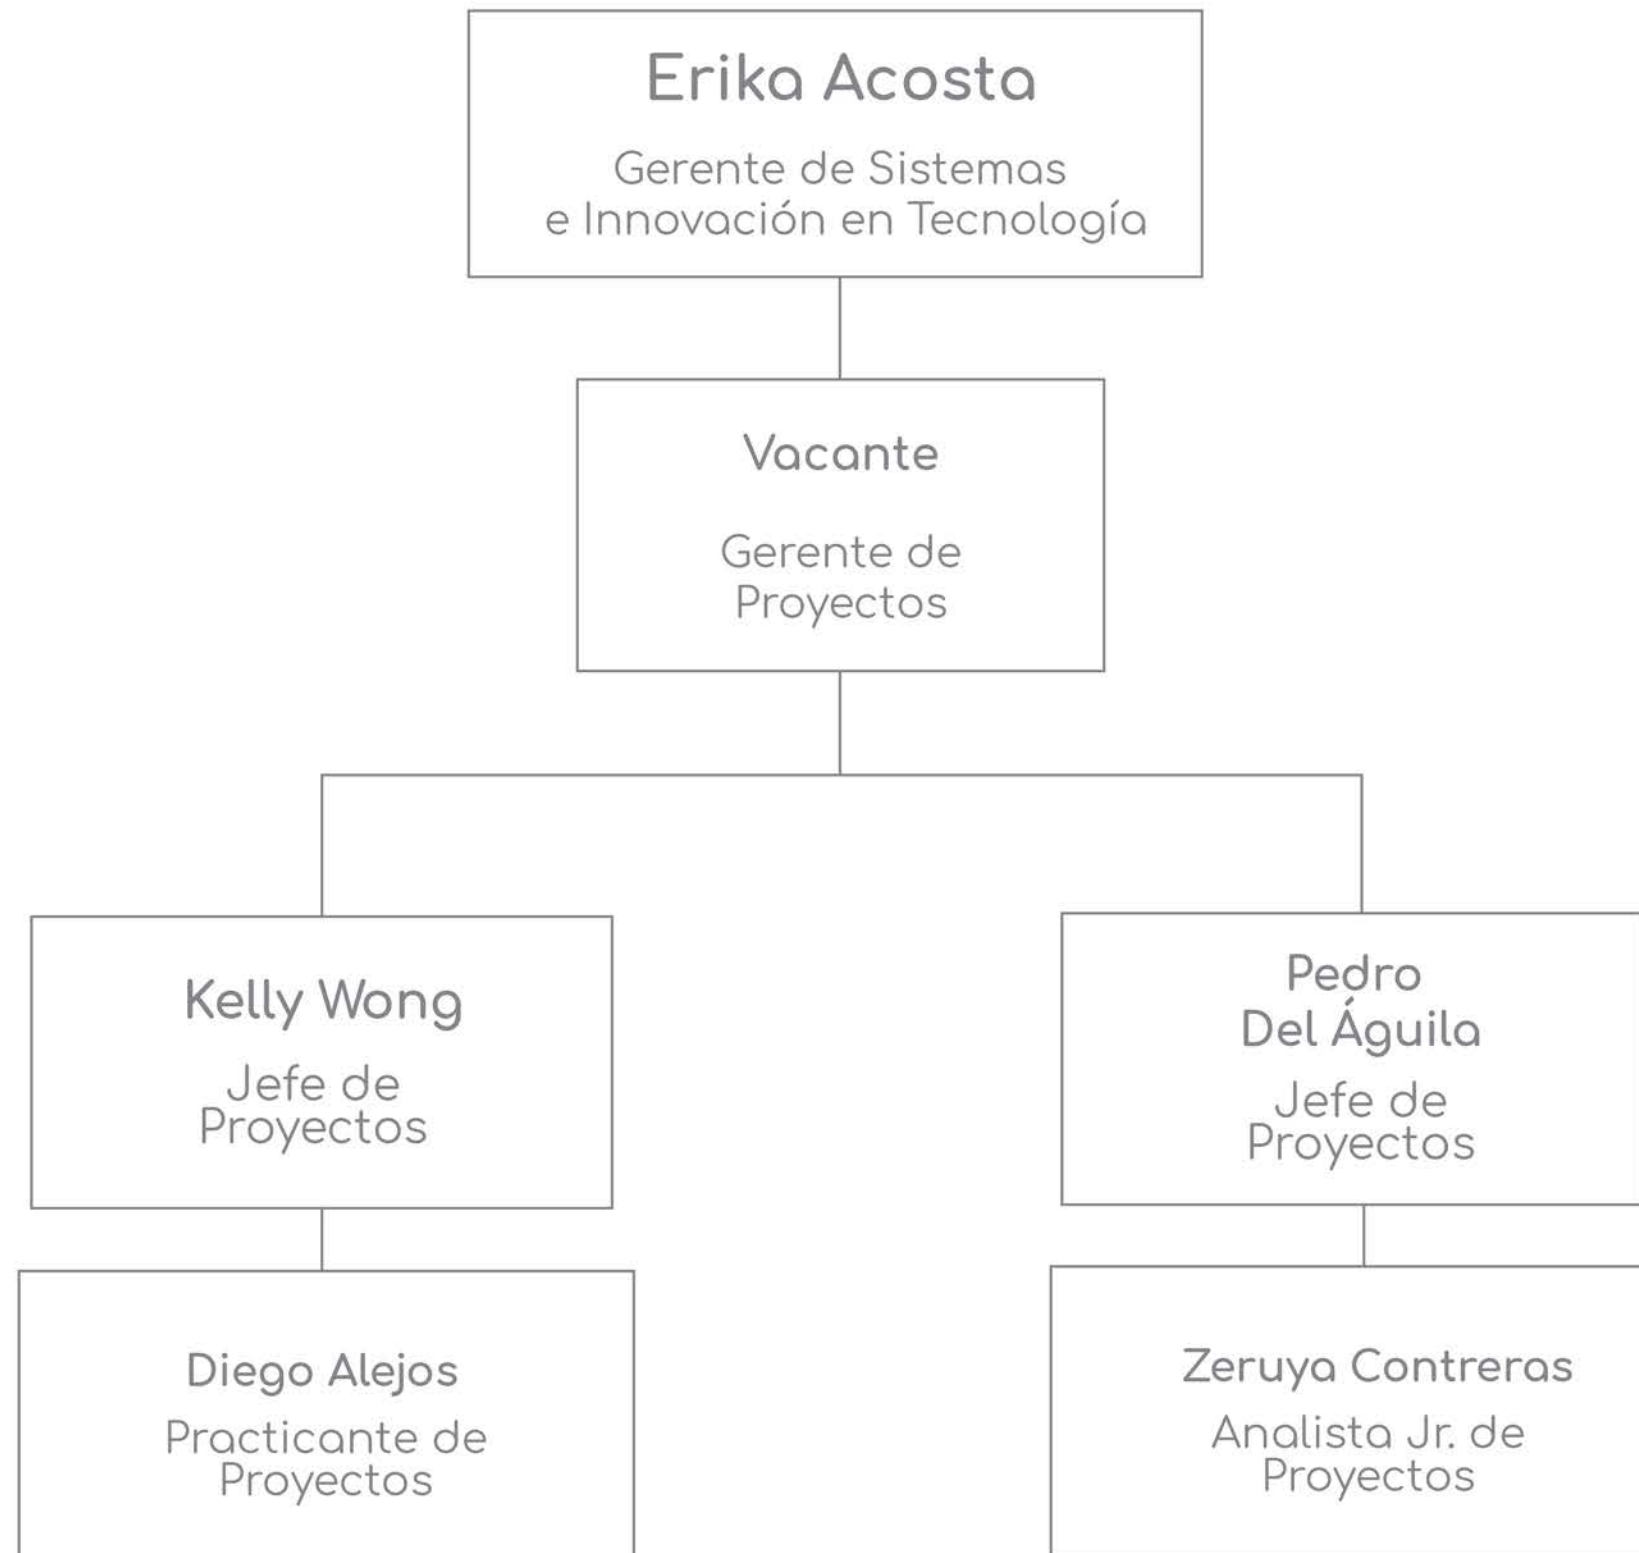 Erika Acosta
Gerente de Sistemas
e Innovación en Tecnología
Vacante
Gerente de
Proyectos
Kelly Wong
Jefe de
Proyectos
Pedro
Del Águila
Jefe de
Proyectos
Diego Alejos
Practicante de
Proyectos
Zeruya Contreras
Analista Jr. de
Proyectos